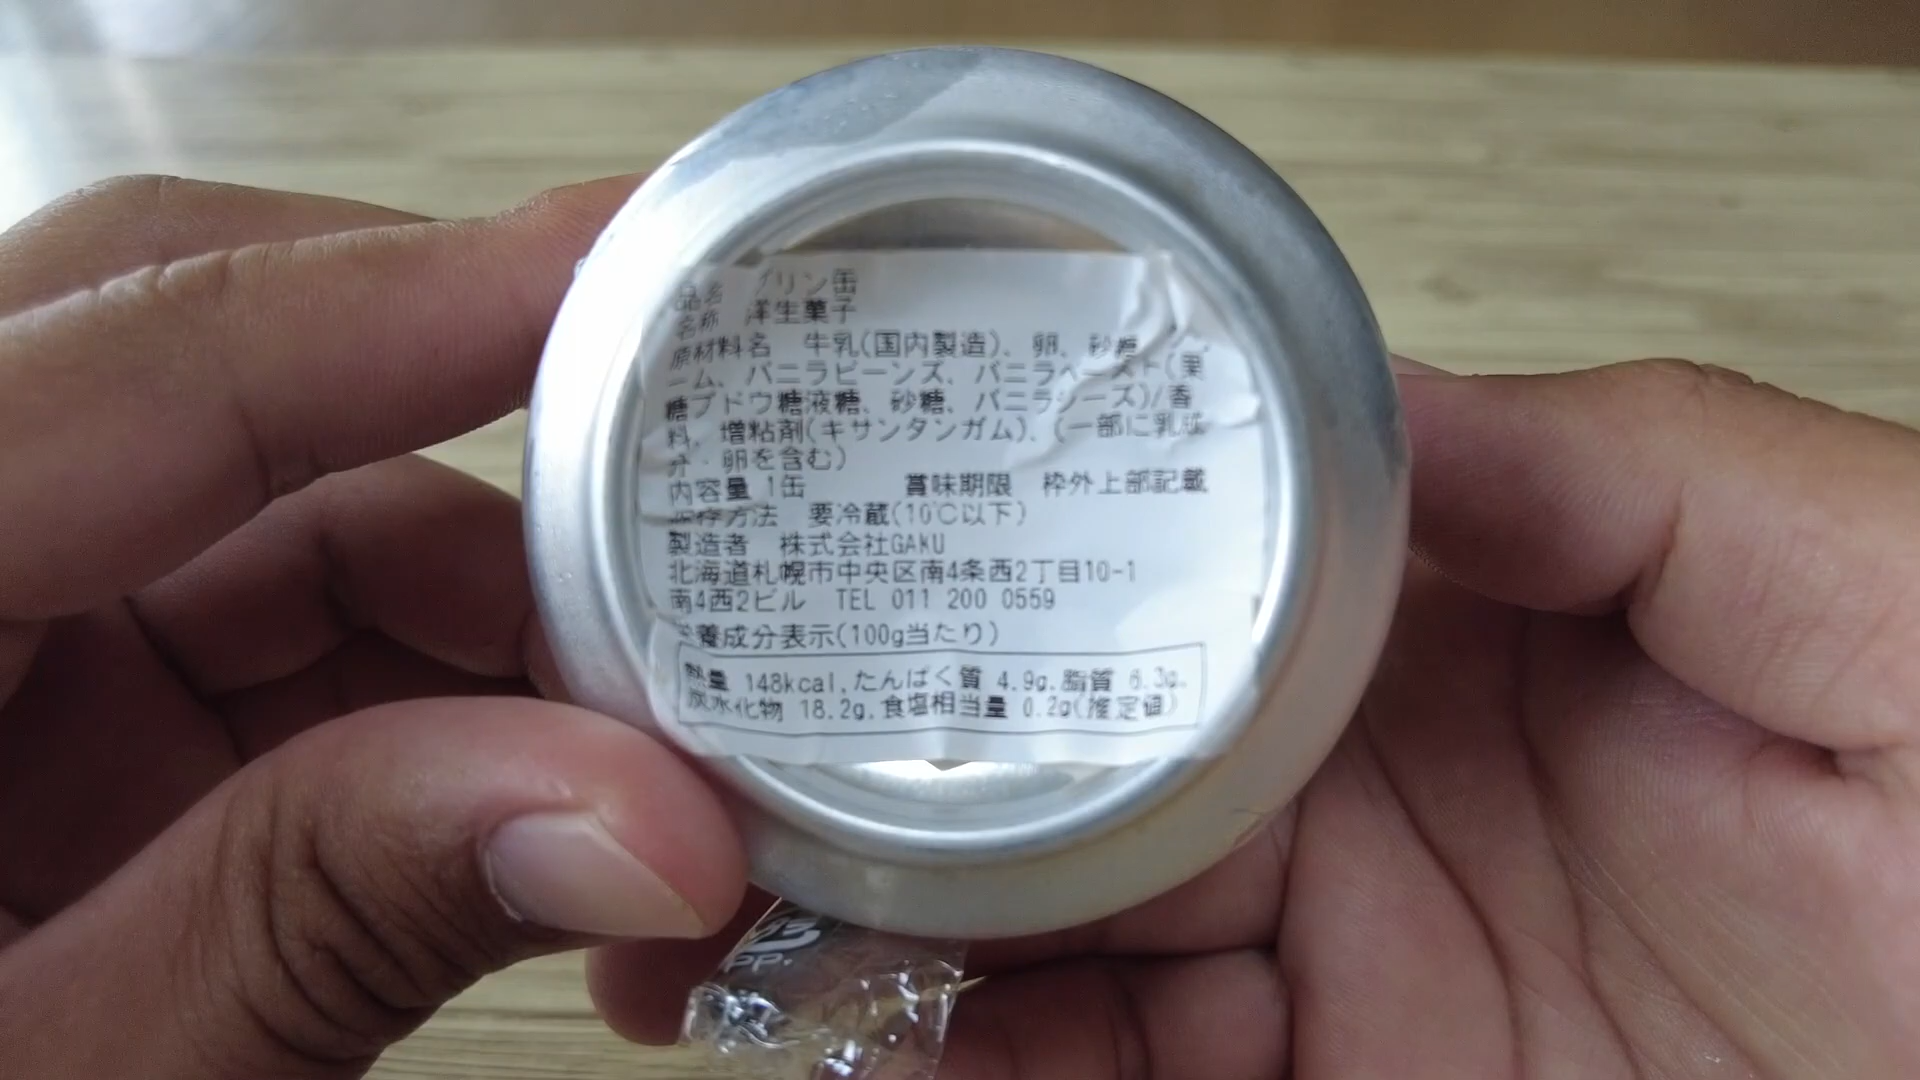 品名 プリン缶
名称 洋生菓子
原材料名 牛乳(国内製造)、卵、砂糖、
ーム、バニラビーンズ、バニラペースト(果
糖ブドウ糖液糖、砂糖、バニラシーズ)/香
料、増粘剤(キサンタンガム)、(一部に乳成
分・卵を含む)
内容量 1缶 賞味期限 枠外上部記載
保存方法 要冷蔵(10℃以下)
製造者 株式会社GAKU
北海道札幌市中央区南4条西2丁目10-1
南4西2ビル TEL 011 200 0559
栄養成分表示(100g当たり)
熱量 148kcal,たんぱく質 4.9g,脂質 6.3g,
炭水化物 18.2g,食塩相当量 0.2g(推定値)
PP